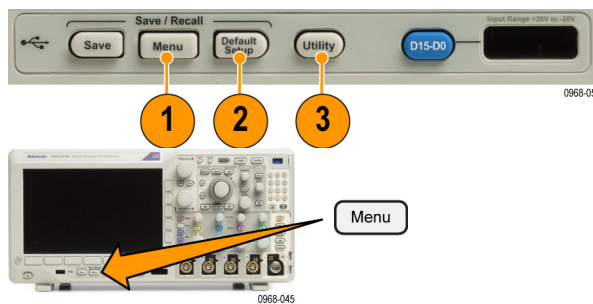 Save / Recall
Input Range +30V to -20V
Save
Menu
Default
Setup
Utility
D15-D0
0968-05
1
2
3
Tektronix
Menu
0968-045